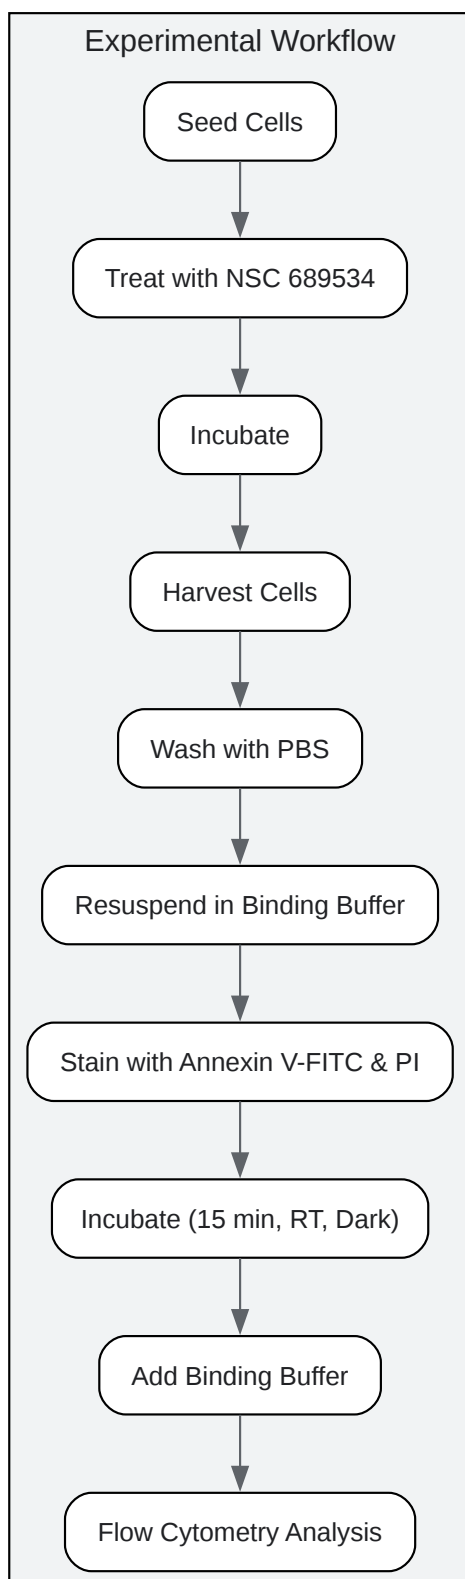 Experimental Workflow
Seed Cells
Treat with NSC 689534
Incubate
Harvest Cells
Wash with PBS
Resuspend in Binding Buffer
Stain with Annexin V-FITC & PI
Incubate (15 min, RT, Dark)
Add Binding Buffer
Flow Cytometry Analysis